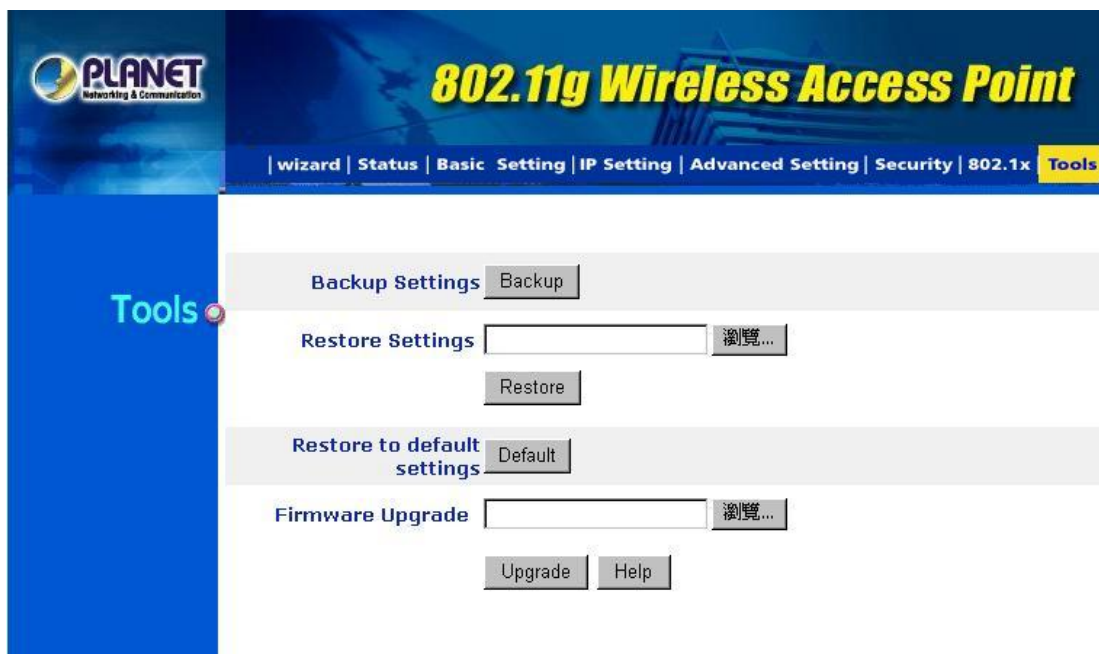 PLANET
Networking & Communication
802.11g Wireless Access Point
| wizard | Status | Basic Setting | IP Setting | Advanced Setting | Security | 802.1x | Tools
Tools
Backup Settings Backup
Restore Settings 瀏覽...
Restore
Restore to default settings Default
Firmware Upgrade 瀏覽...
Upgrade Help